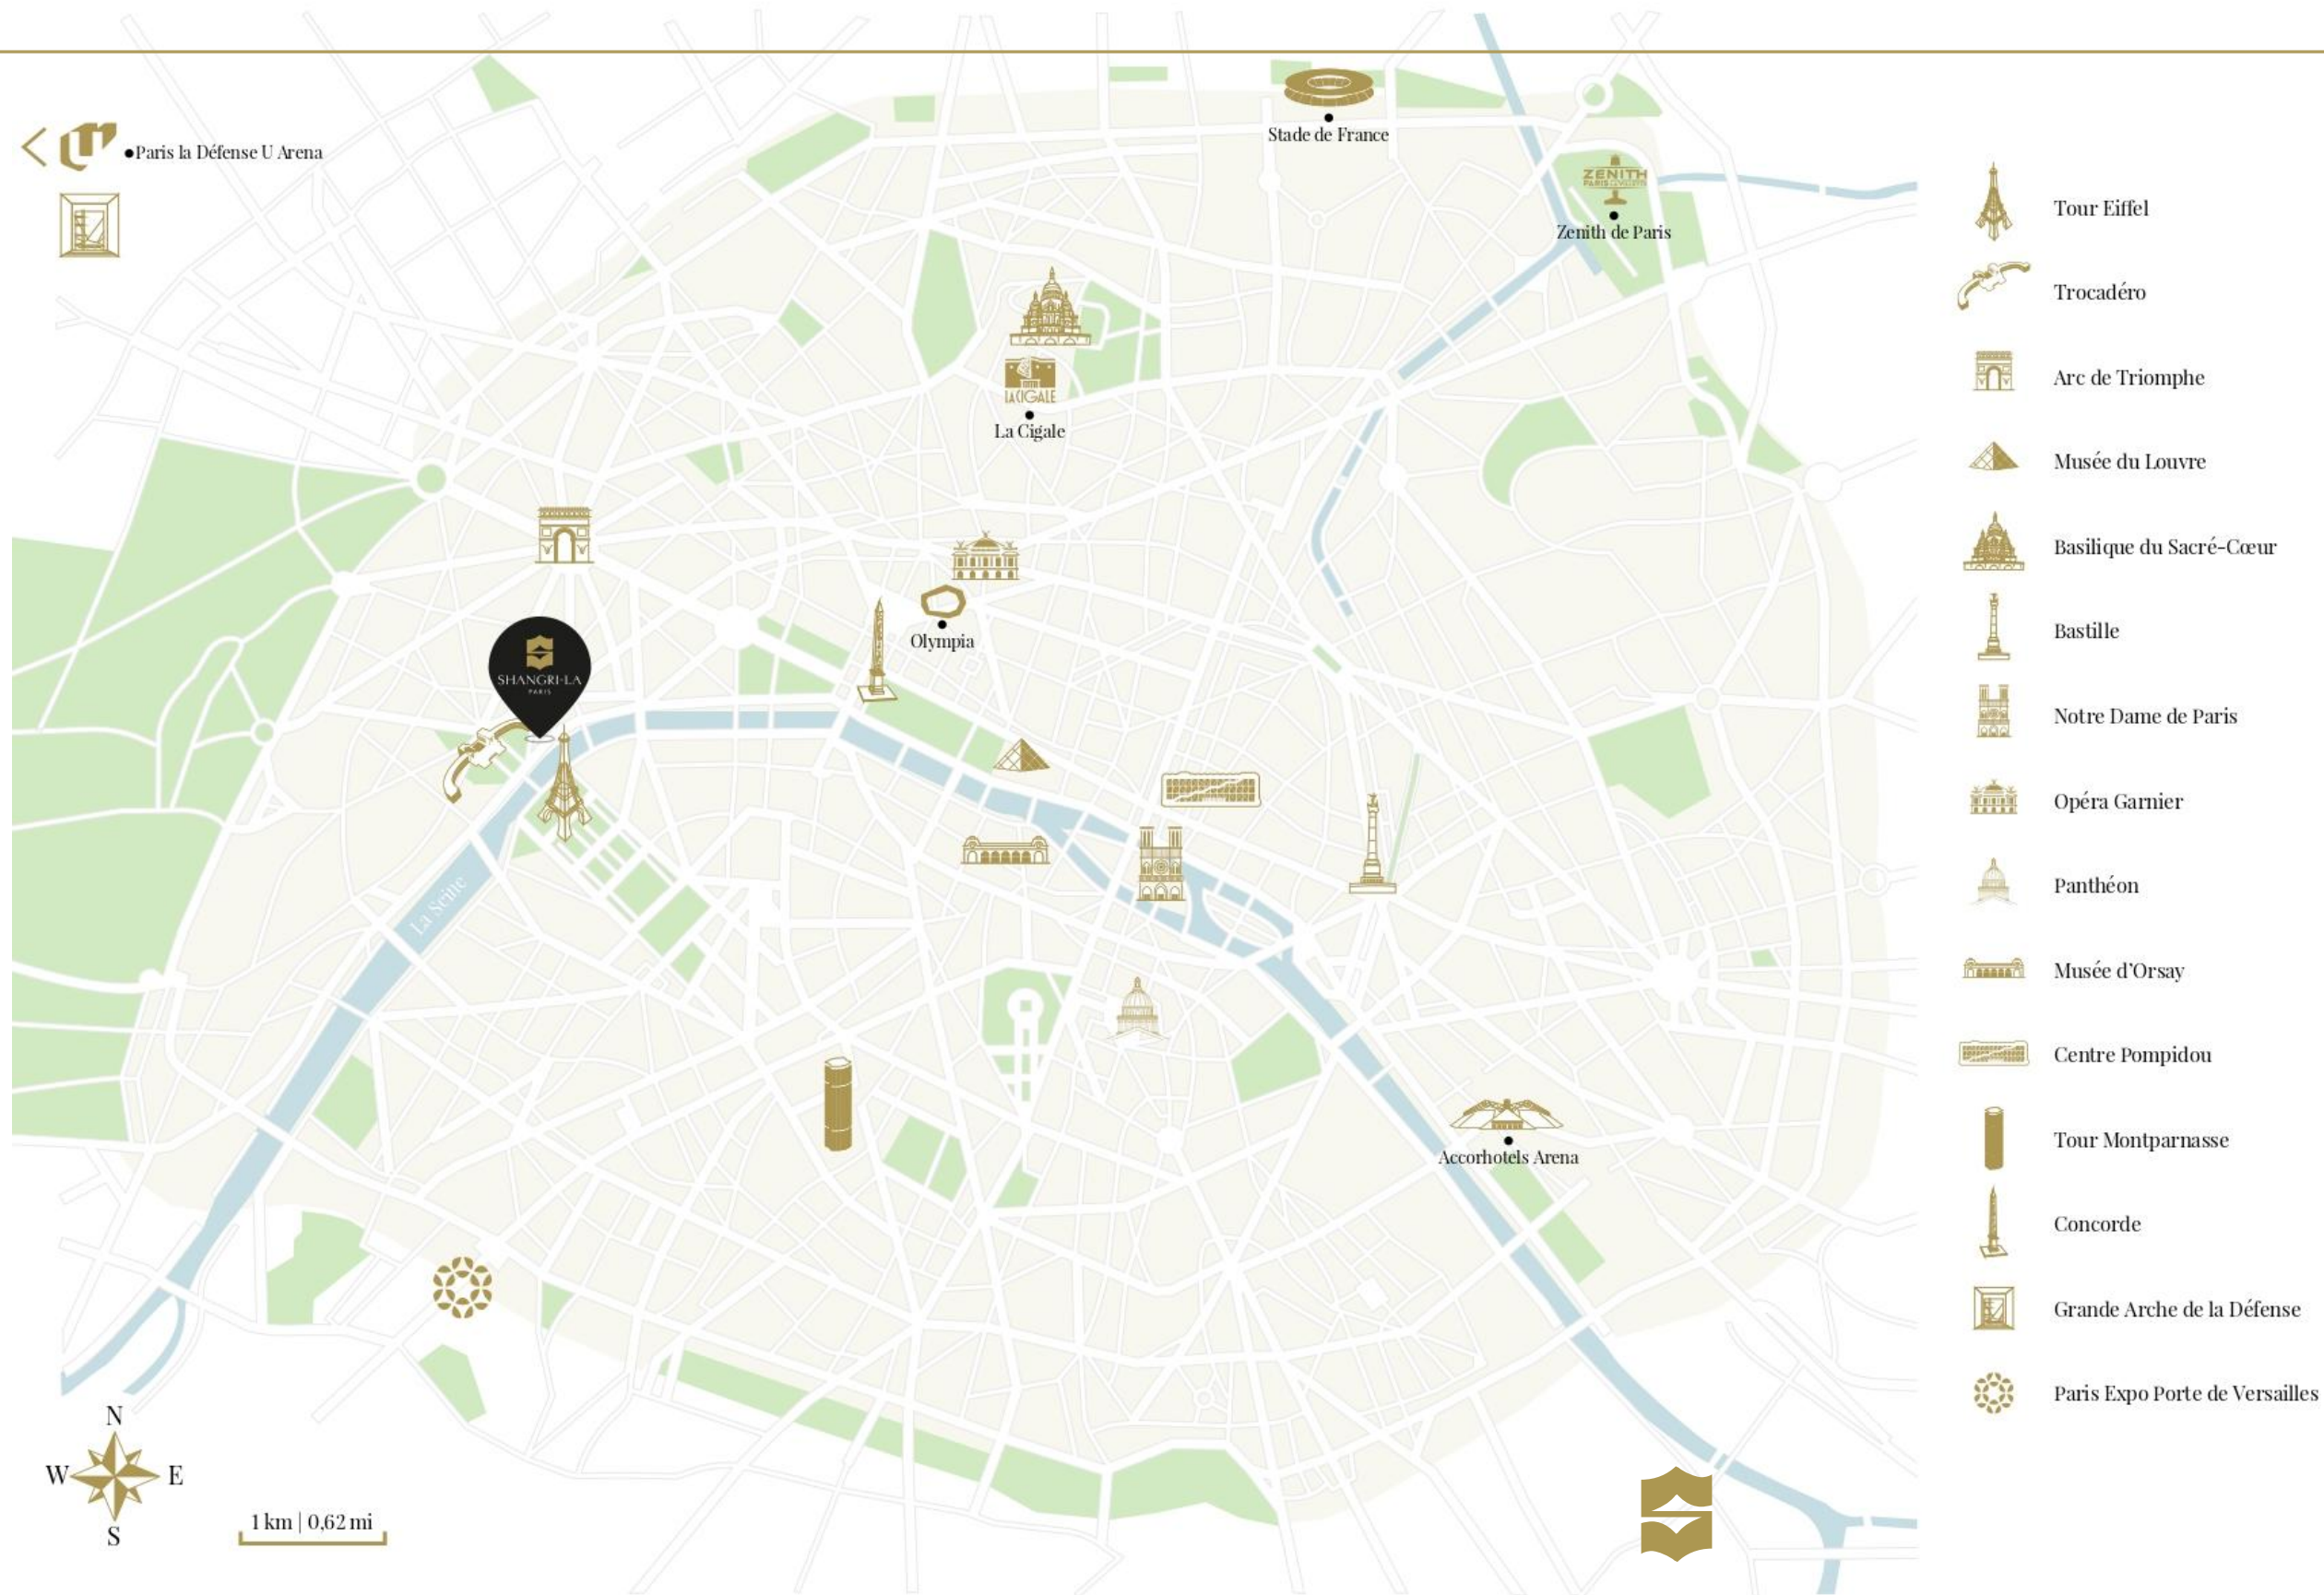 Stade de France
Paris la Défense U Arena
ZENITH
PARIS
Zenith de Paris
LA CIGALE
La Cigale
Olympia
SHANGRI-LA
PARIS
La Seine
Accorhotels Arena
N
W
E
S
1 km | 0,62 mi
Tour Eiffel
Trocadéro
Arc de Triomphe
Musée du Louvre
Basilique du Sacré-Cœur
Bastille
Notre Dame de Paris
Opéra Garnier
Panthéon
Musée d'Orsay
Centre Pompidou
Tour Montparnasse
Concorde
Grande Arche de la Défense
Paris Expo Porte de Versailles